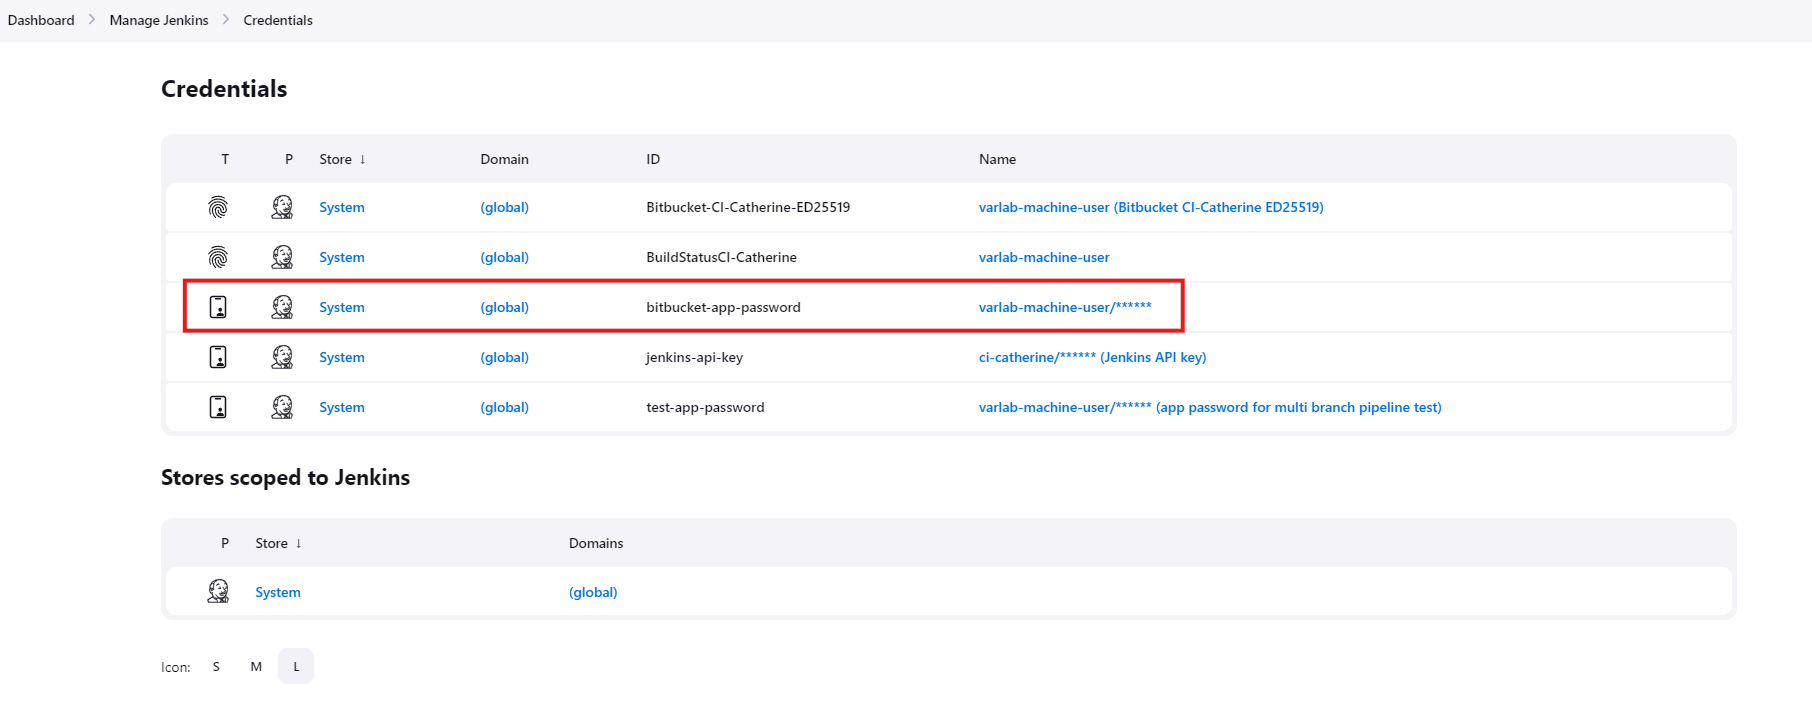 Dashboard > Manage Jenkins > Credentials
Credentials
T P Store ↓ Domain ID Name
System (global) Bitbucket-CI-Catherine-ED25519 varlab-machine-user (Bitbucket CI-Catherine ED25519)
System (global) BuildStatusCI-Catherine varlab-machine-user
System (global) bitbucket-app-password varlab-machine-user/******
System (global) jenkins-api-key ci-catherine/****** (Jenkins API key)
System (global) test-app-password varlab-machine-user/****** (app password for multi branch pipeline test)
Stores scoped to Jenkins
P Store ↓ Domains
System (global)
Icon: S M L